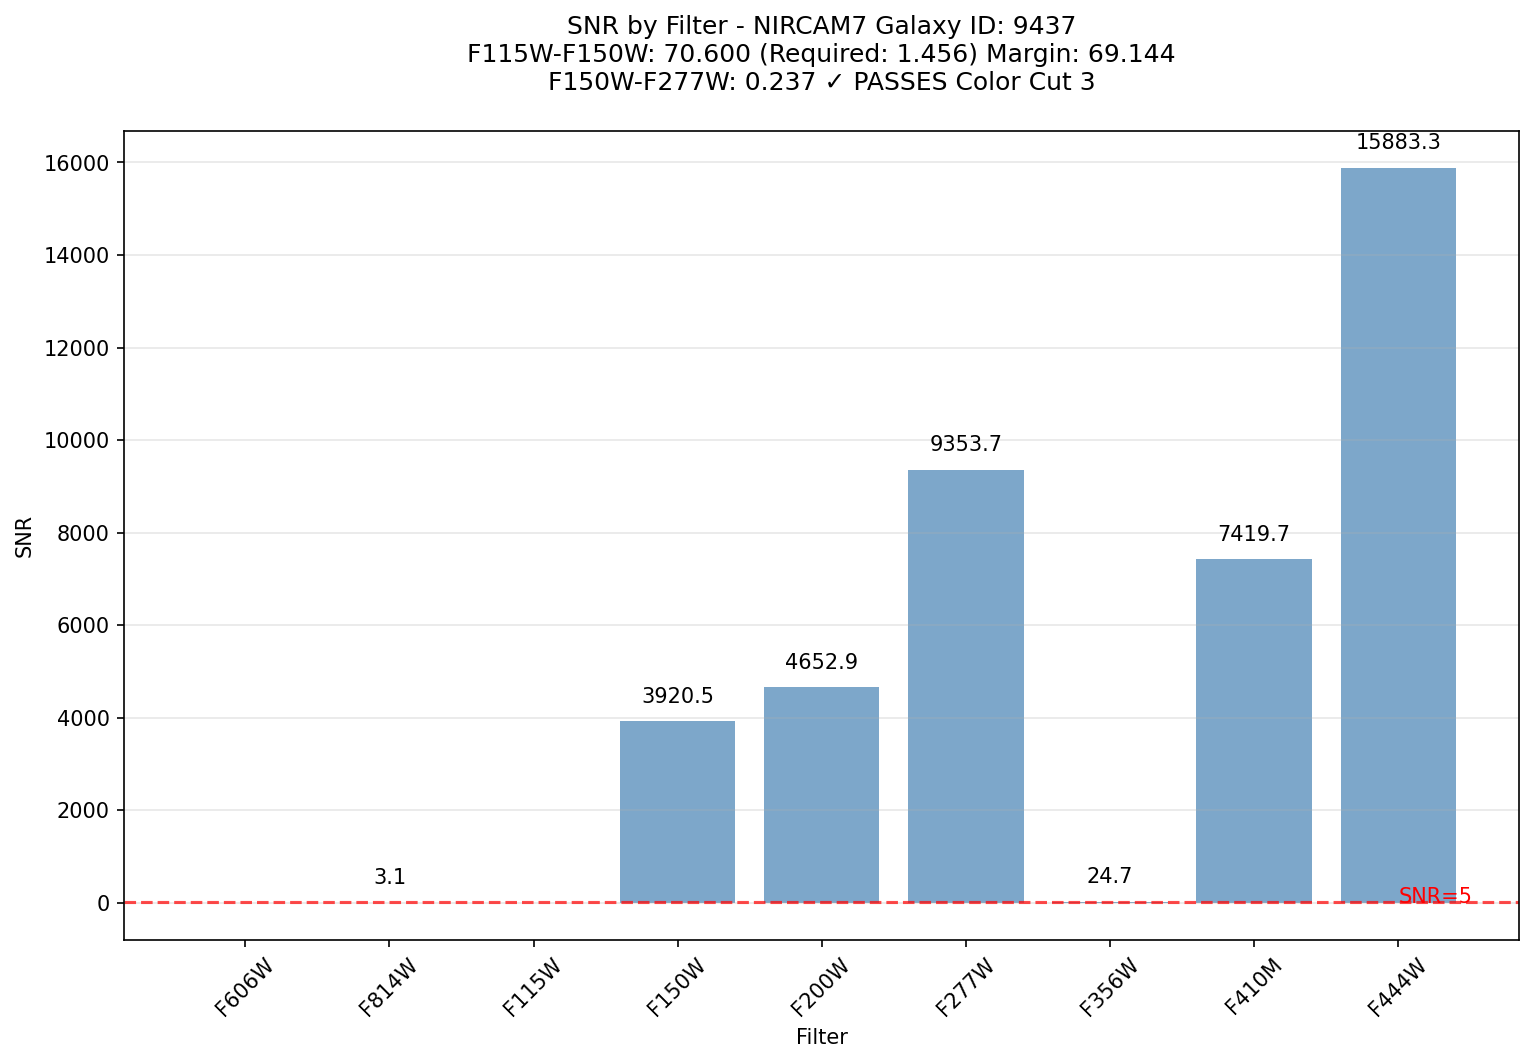 SNR by Filter - NIRCAM7 Galaxy ID: 9437
F115W-F150W: 70.600 (Required: 1.456) Margin: 69.144
F150W-F277W: 0.237 ✓ PASSES Color Cut 3
15883.3
16000
14000
12000
10000
9353.7
8000
7419.7
SNR
6000
4652.9
3920.5
4000
2000
3.1
24.7
SNR=5
0
F606W
F814W
F115W
F150W
F200W
F277W
F356W
F410M
F444W
Filter